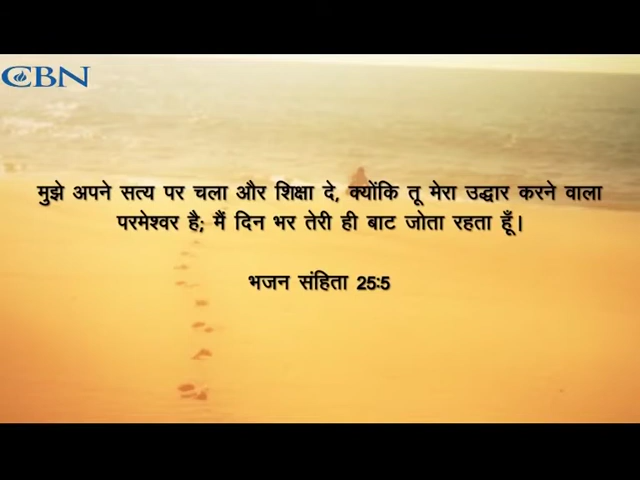 CBN
मुझे अपने सत्य पर चला और शिक्षा दे, क्योंकि तू मेरा उद्धार करने वाला
परमेश्वर है; मैं दिन भर तेरी ही बाट जोता रहता हूँ।
भजन संहिता 25:5